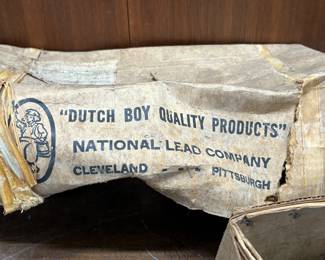 "DUTCH BOY QUALITY PRODUCTS"
NATIONAL LEAD COMPANY
CLEVELAND - - - PITTSBURGH